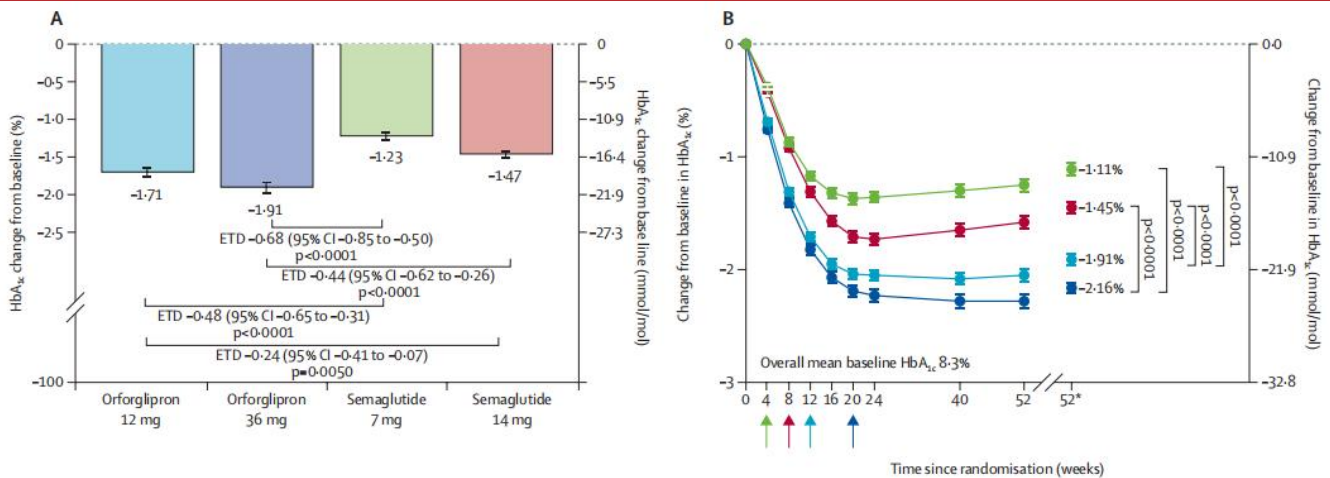 A
HbA1c change from baseline (%)
0
–0·5
–1·0
–1·5
–2·0
–2·5
–100
0
–5·5
–10·9
–16·4
–21·9
–27·3
HbA1c change from base line (mmol/mol)
–1·71
–1·91
–1·23
–1·47
ETD –0·68 (95% CI –0·85 to –0·50)
p<0·0001
ETD –0·44 (95% CI –0·62 to –0·26)
p<0·0001
ETD –0·48 (95% CI –0·65 to –0·31)
p<0·0001
ETD –0·24 (95% CI –0·41 to –0·07)
p=0·0050
Orforglipron
12 mg
Orforglipron
36 mg
Semaglutide
7 mg
Semaglutide
14 mg
B
Change from baseline in HbA1c (%)
0
–1
–2
–3
0·0
–10·9
–21·9
–32·8
Change from baseline in HbA1c (mmol/mol)
–1·11%
–1·45%
–1·91%
–2·16%
p<0·0001
p<0·0001
p<0·0001
p<0·0001
Overall mean baseline HbA1c 8·3%
0 4 8 12 16 20 24 40 52 52*
Time since randomisation (weeks)